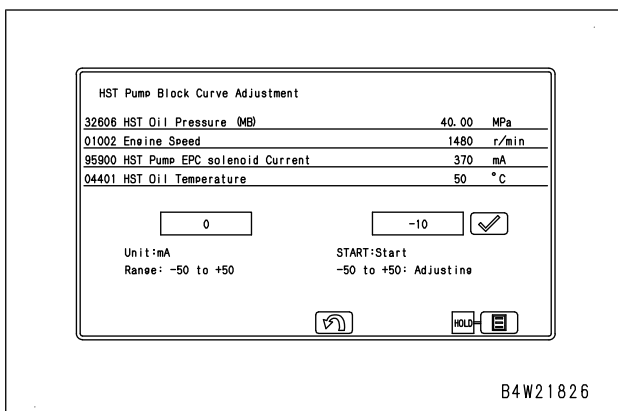 HST Pump Block Curve Adjustment
32606 HST Oil Pressure (MB) 40.00 MPa
01002 Engine Speed 1480 r/min
95900 HST Pump EPC solenoid Current 370 mA
04401 HST Oil Temperature 50 °C
0 -10
Unit:mA START:Start
Range: -50 to +50 -50 to +50: Adjusting
HOLD
B4W21826